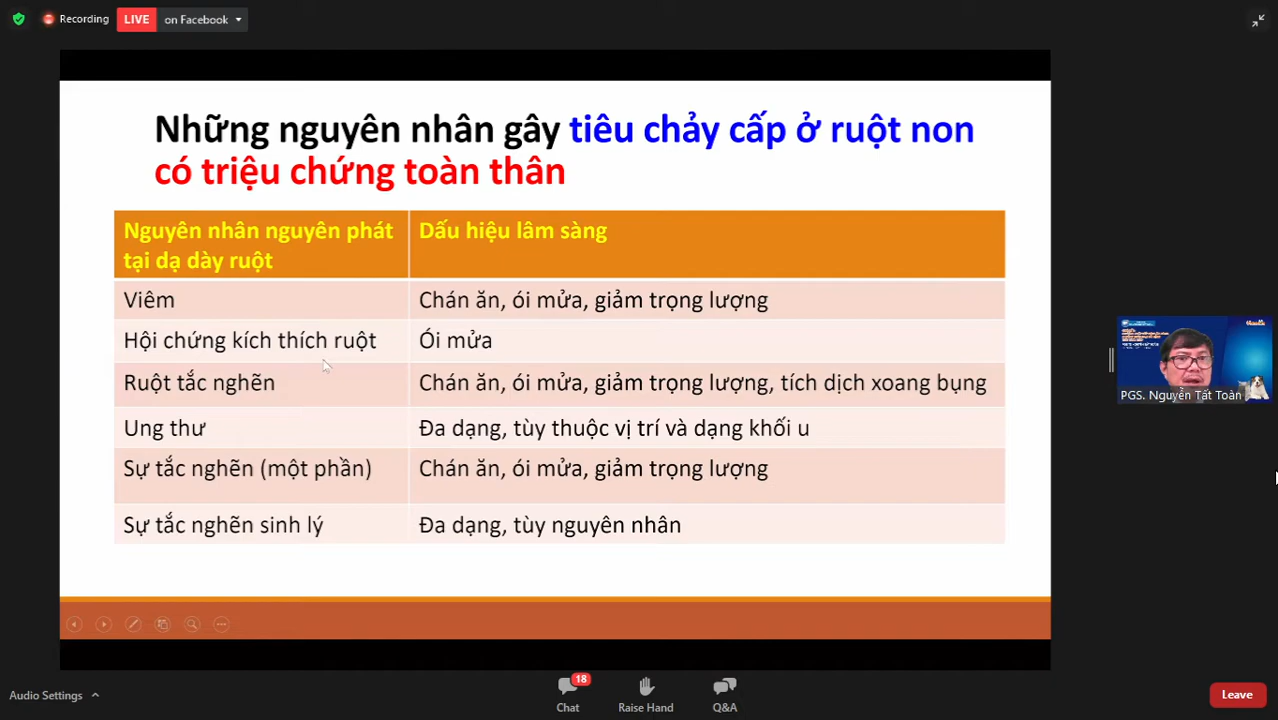 Recording
LIVE on Facebook
Những nguyên nhân gây tiêu chảy cấp ở ruột non
có triệu chứng toàn thân
Nguyên nhân nguyên phát
tại dạ dày ruột
Dấu hiệu lâm sàng
Viêm
Chán ăn, ói mửa, giảm trọng lượng
Hội chứng kích thích ruột
Ói mửa
Ruột tắc nghẽn
Chán ăn, ói mửa, giảm trọng lượng, tích dịch xoang bụng
Ung thư
Đa dạng, tùy thuộc vị trí và dạng khối u
Sự tắc nghẽn (một phần)
Chán ăn, ói mửa, giảm trọng lượng
Sự tắc nghẽn sinh lý
Đa dạng, tùy nguyên nhân
PGS. Nguyễn Tất Toàn
Audio Settings
18
Chat
Raise Hand
Q&A
Leave